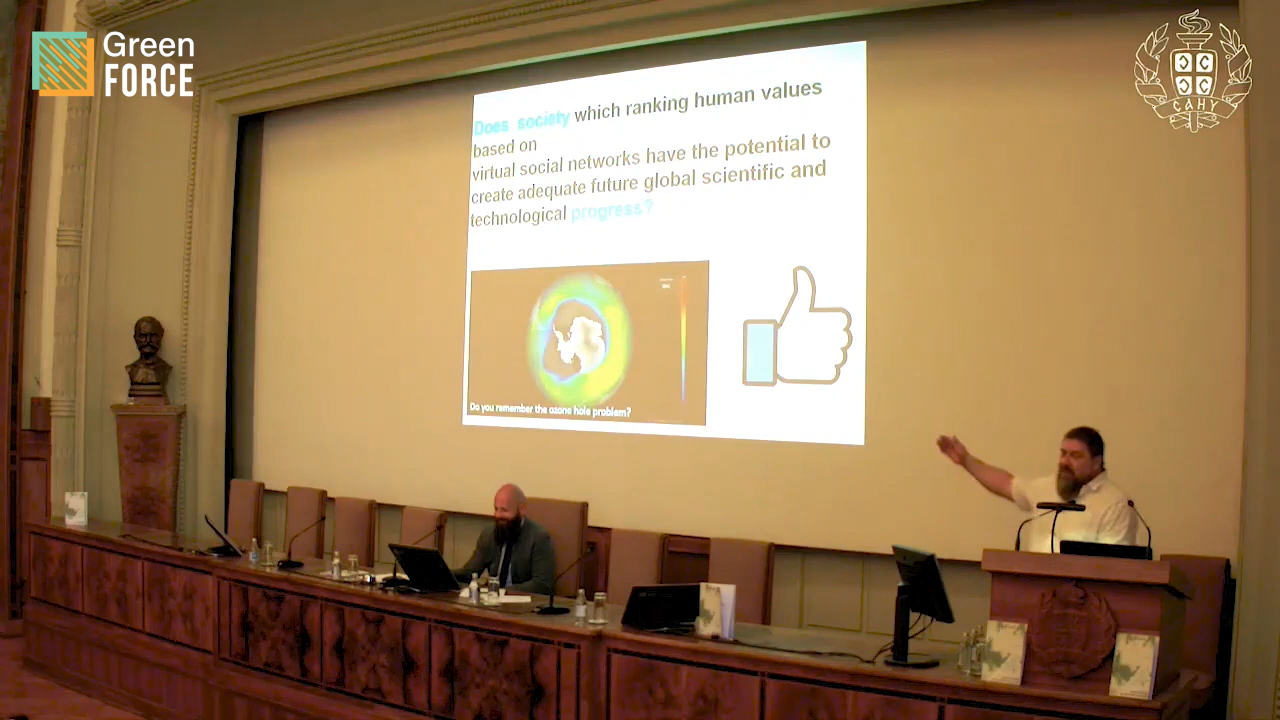 Green
FORCE
САНУ
Does society which ranking human values
based on
virtual social networks have the potential to
create adequate future global scientific and
technological progress?
Do you remember the ozone hole problem?